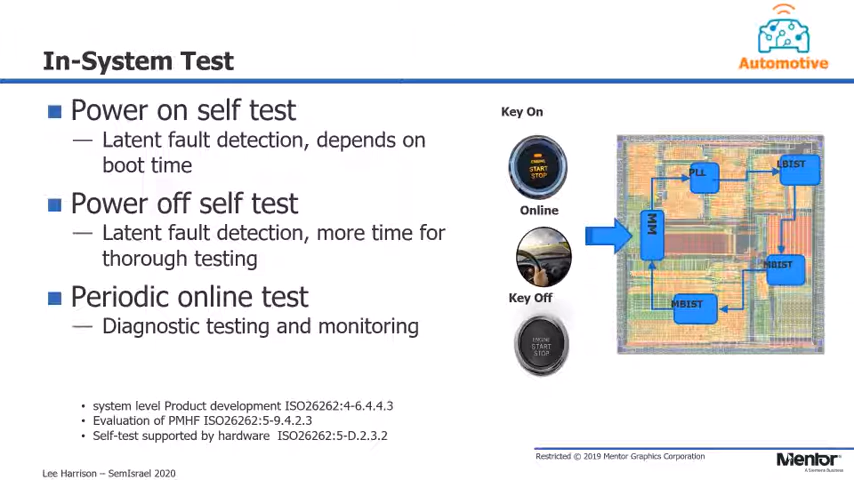 In-System Test
Automotive
■ Power on self test
— Latent fault detection, depends on
boot time
■ Power off self test
— Latent fault detection, more time for
thorough testing
■ Periodic online test
— Diagnostic testing and monitoring
Key On
ENGINE
START
STOP
Online
Key Off
ENGINE
START
STOP
PLL
LBIST
MM
MBIST
MBIST
• system level Product development ISO26262:4-6.4.4.3
• Evaluation of PMHF ISO26262:5-9.4.2.3
• Self-test supported by hardware ISO26262:5-D.2.3.2
Lee Harrison – SemIsrael 2020
Restricted © 2019 Mentor Graphics Corporation
Mentor®
A Siemens Business